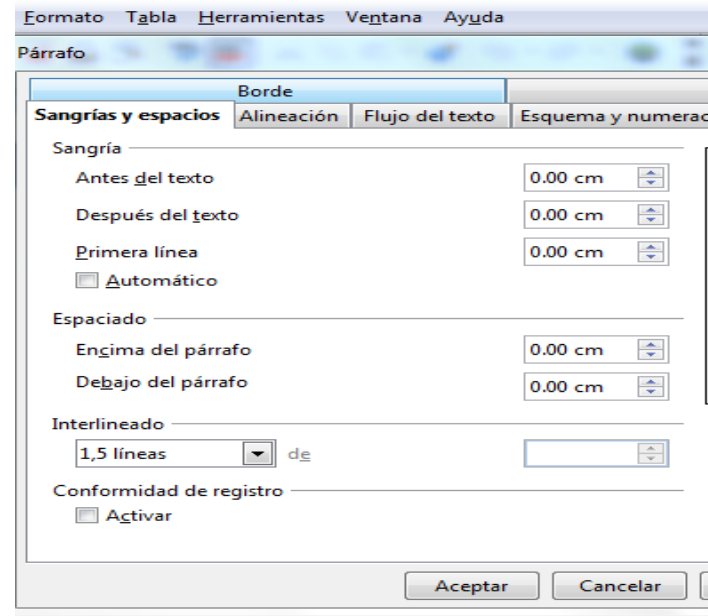 Formato Tabla Herramientas Ventana Ayuda
Párrafo
Borde
Sangrías y espacios Alineación Flujo del texto Esquema y numerac
Sangría
Antes del texto 0.00 cm
Después del texto 0.00 cm
Primera línea 0.00 cm
Automático
Espaciado
Encima del párrafo 0.00 cm
Debajo del párrafo 0.00 cm
Interlineado
1,5 líneas de
Conformidad de registro
Activar
Aceptar Cancelar